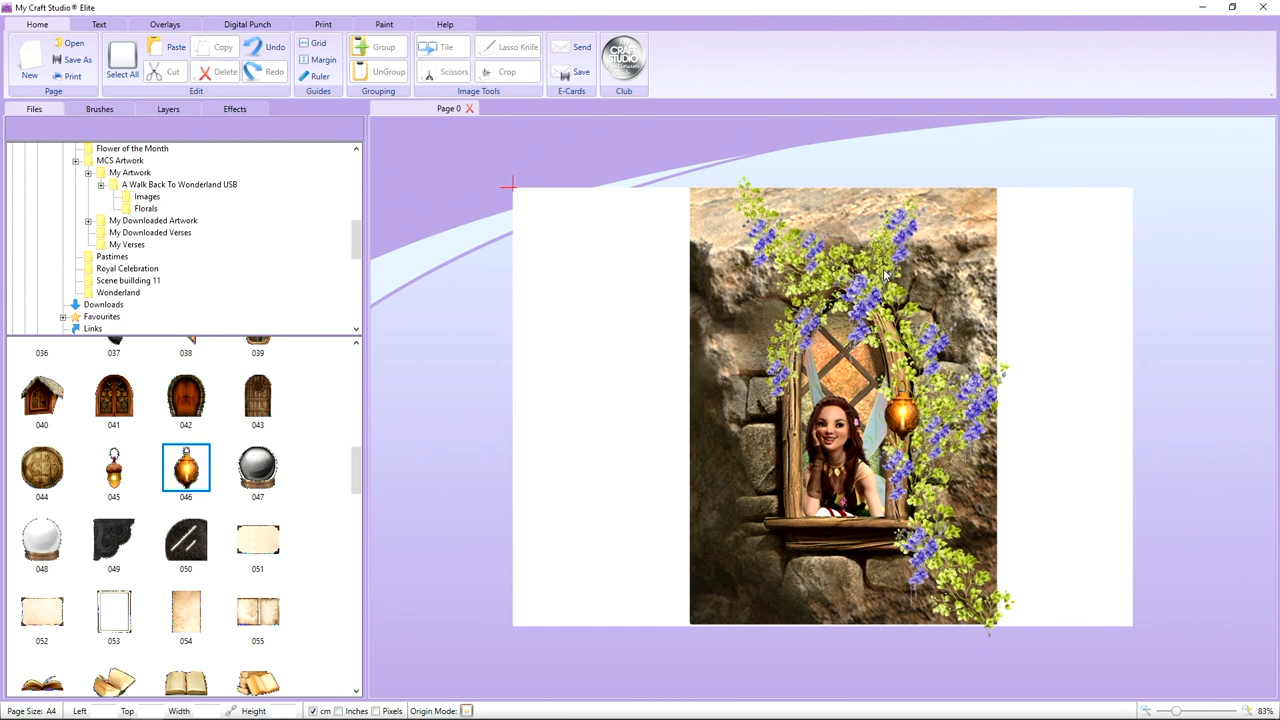 My Craft Studio® Elite
Home Text Overlays Digital Punch Print Paint Help
New Open Save As Print Page
Select All Paste Copy Undo Cut Delete Redo Edit
Grid Margin Ruler Guides
Group UnGroup Grouping
Tile Lasso Knife Scissors Crop Image Tools
Send Save E-Cards
MY CRAFT STUDIO Club
Files Brushes Layers Effects
Page 0
Flower of the Month
MCS Artwork
My Artwork
A Walk Back To Wonderland USB
Images
Florals
My Downloaded Artwork
My Downloaded Verses
My Verses
Pastimes
Royal Celebration
Scene buillding 11
Wonderland
Downloads
Favourites
Links
036 037 038 039
040 041 042 043
044 045 046 047
048 049 050 051
052 053 054 055
Page Size: A4 Left Top Width Height cm Inches Pixels Origin Mode: 83%